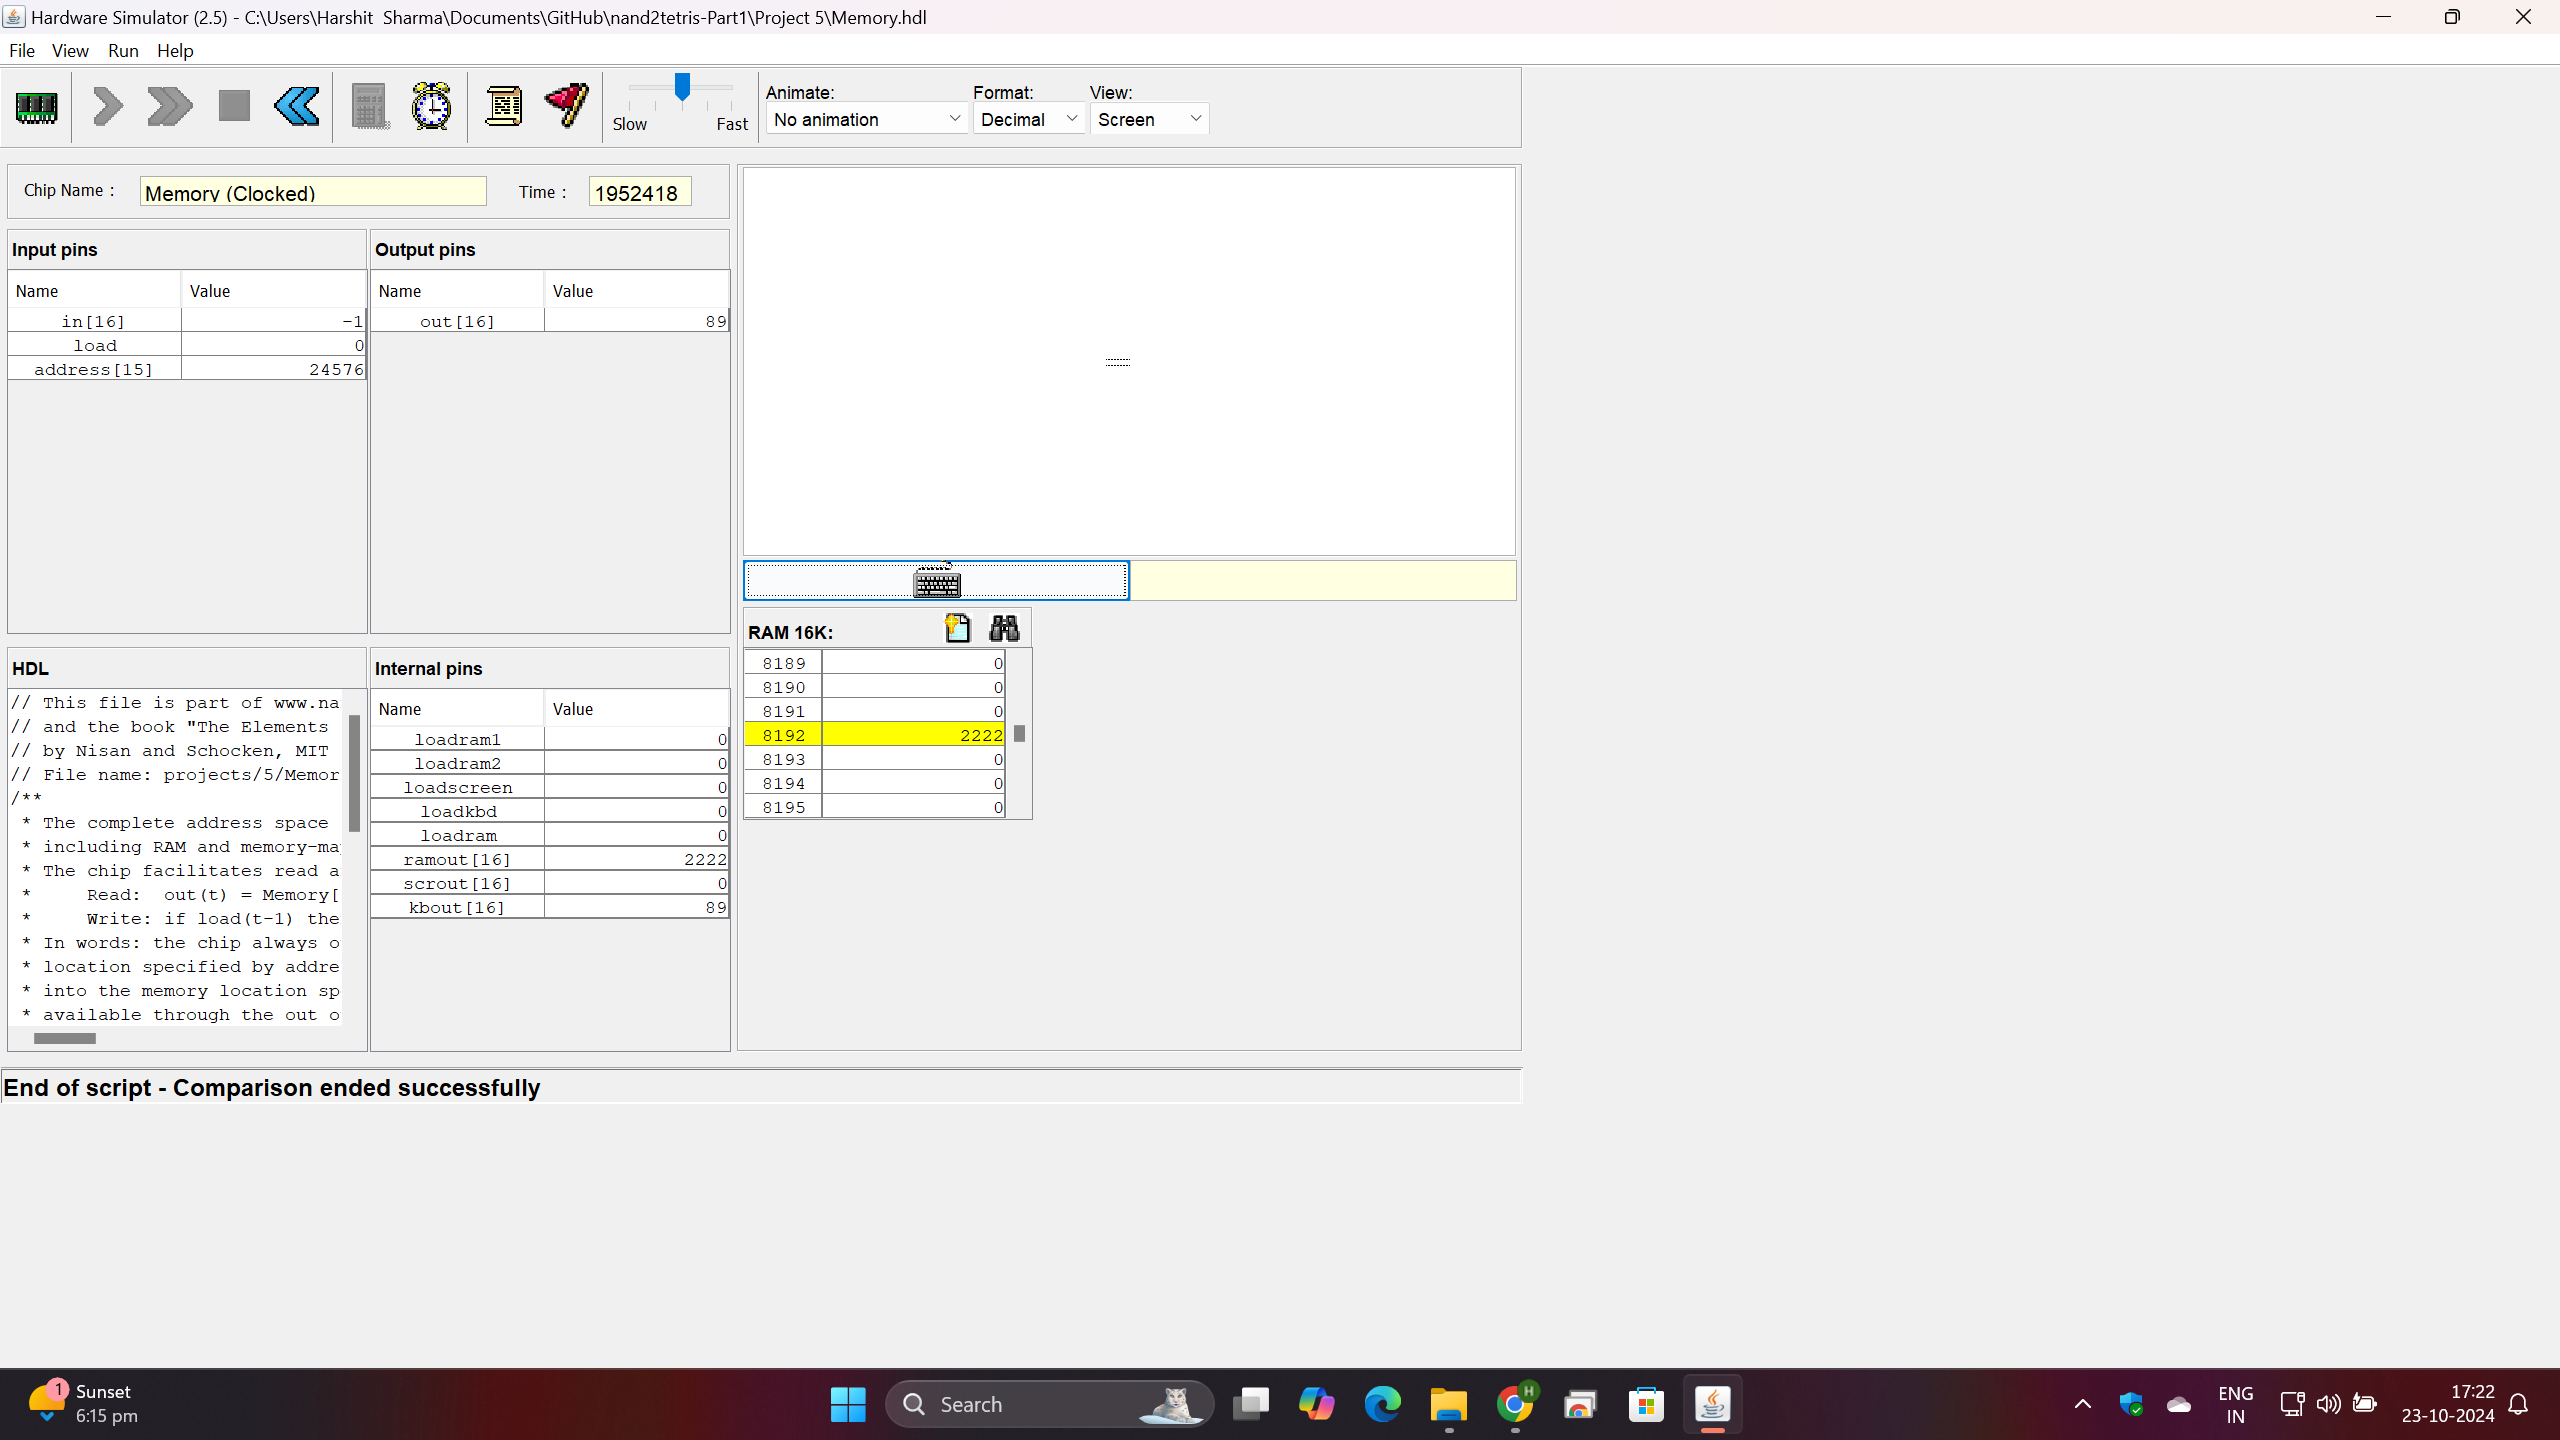 Hardware Simulator (2.5) - C:\Users\Harshit  Sharma\Documents\GitHub\nand2tetris-Part1\Project 5\Memory.hdl
File View Run Help
Slow Fast
Animate: Format: View:
No animation Decimal Screen
Chip Name : Memory (Clocked) Time : 1952418
Input pins
Name Value
in[16] -1
load 0
address[15] 24576
Output pins
Name Value
out[16] 89
HDL
// This file is part of www.na
// and the book "The Elements
// by Nisan and Schocken, MIT
// File name: projects/5/Memor
/**
* The complete address space
* including RAM and memory-ma
* The chip facilitates read a
*     Read:  out(t) = Memory[
*     Write: if load(t-1) the
* In words: the chip always o
* location specified by addre
* into the memory location sp
* available through the out o
Internal pins
Name Value
loadram1 0
loadram2 0
loadscreen 0
loadkbd 0
loadram 0
ramout[16] 2222
scrout[16] 0
kbout[16] 89
RAM 16K:
8189 0
8190 0
8191 0
8192 2222
8193 0
8194 0
8195 0
End of script - Comparison ended successfully
1
Sunset
6:15 pm
Search
H
ENG
IN
17:22
23-10-2024